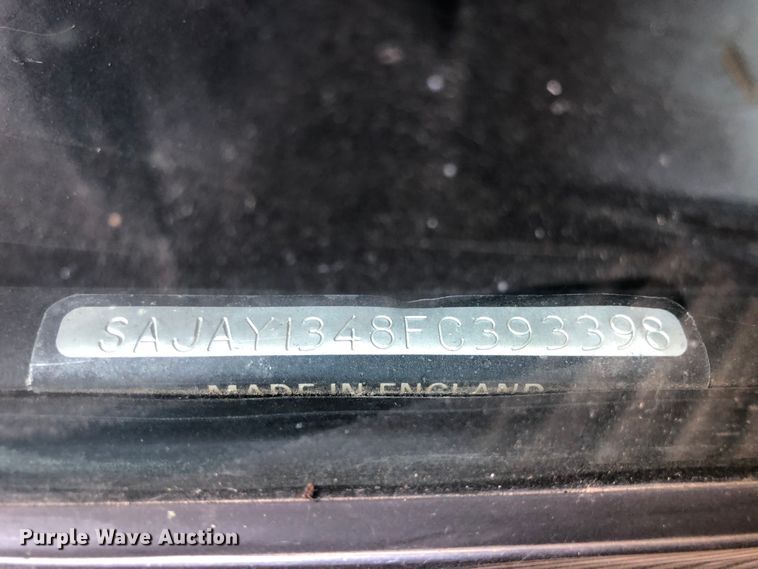 SAJAY1348FC393398
MADE IN ENGLAND
Purple Wave Auction